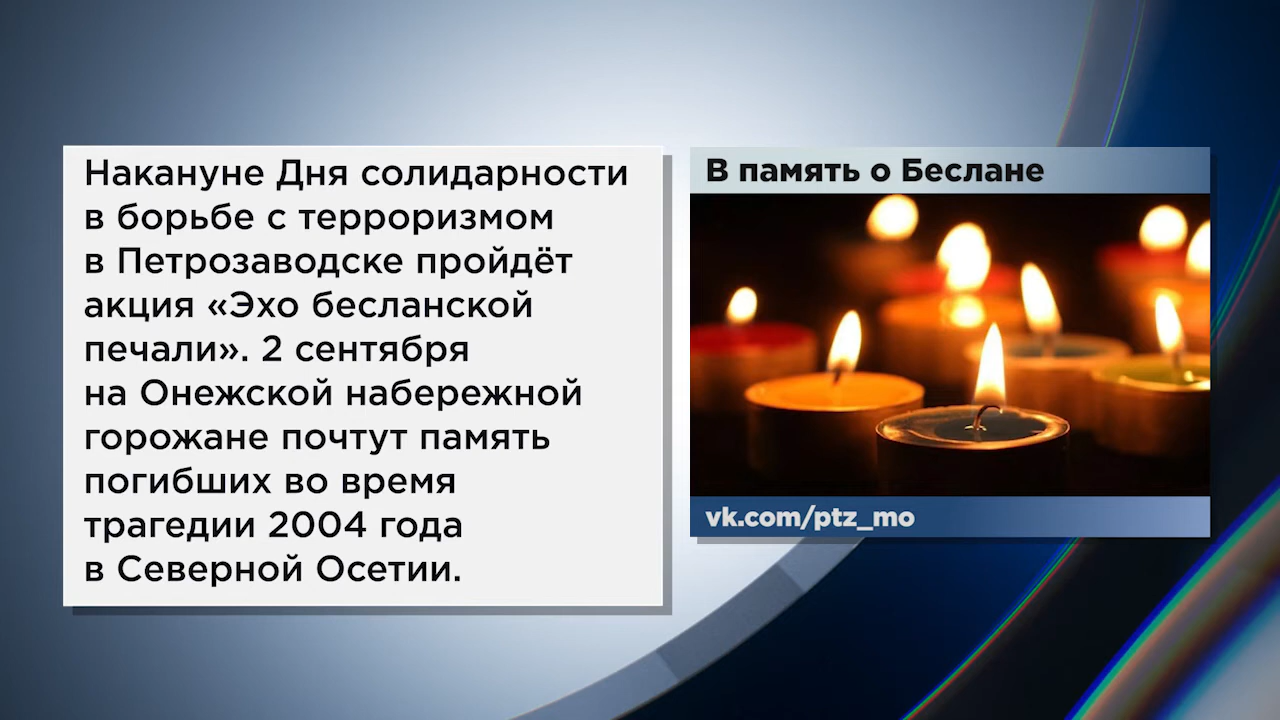 Накануне Дня солидарности
в борьбе с терроризмом
в Петрозаводске пройдёт
акция «Эхо бесланской
печали». 2 сентября
на Онежской набережной
горожане почтут память
погибших во время
трагедии 2004 года
в Северной Осетии.
В память о Беслане
vk.com/ptz_mo